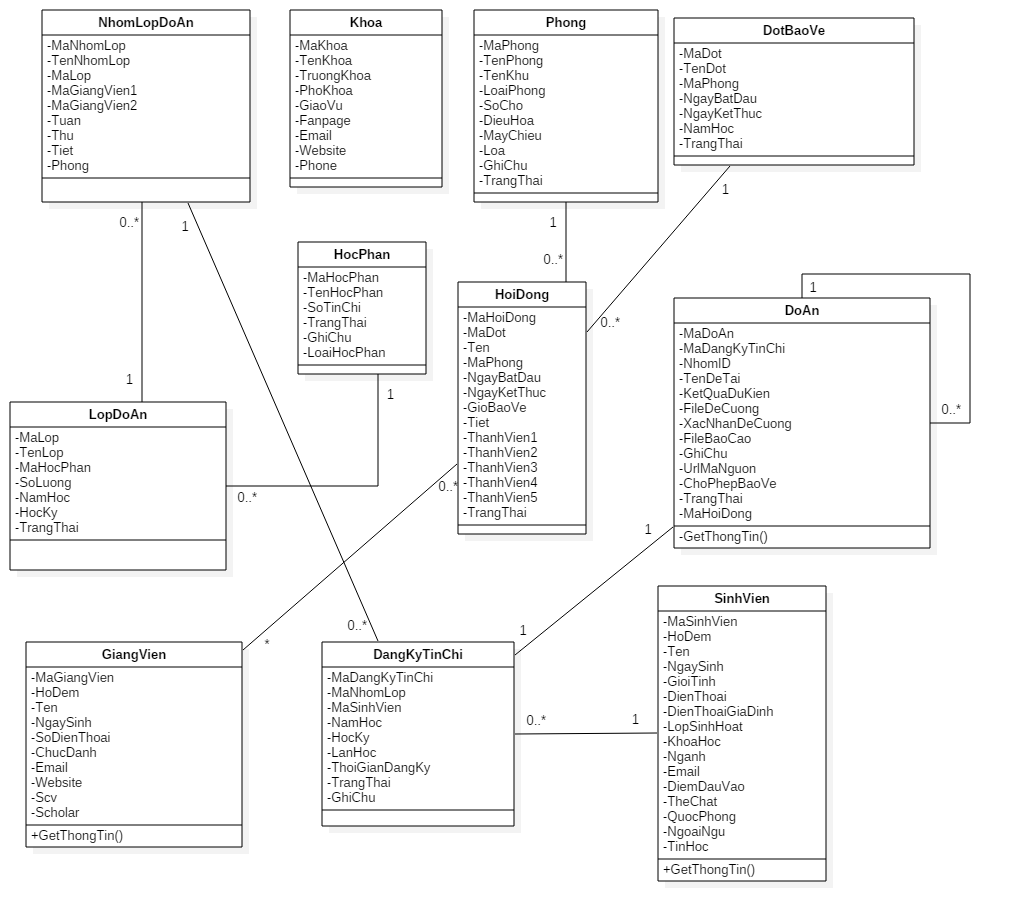 NhomLopDoAn
-MaNhomLop
-TenNhomLop
-MaLop
-MaGiangVien1
-MaGiangVien2
-Tuan
-Thu
-Tiet
-Phong
Khoa
-MaKhoa
-TenKhoa
-TruongKhoa
-PhoKhoa
-GiaoVu
-Fanpage
-Email
-Website
-Phone
Phong
-MaPhong
-TenPhong
-TenKhu
-LoaiPhong
-SoCho
-DieuHoa
-MayChieu
-Loa
-GhiChu
-TrangThai
DotBaoVe
-MaDot
-TenDot
-MaPhong
-NgayBatDau
-NgayKetThuc
-NamHoc
-TrangThai
0..*
1
1
0..*
1
0..*
HocPhan
-MaHocPhan
-TenHocPhan
-SoTinChi
-TrangThai
-GhiChu
-LoaiHocPhan
1
0..*
HoiDong
-MaHoiDong
-MaDot
-Ten
-MaPhong
-NgayBatDau
-NgayKetThuc
-GioBaoVe
-Tiet
-ThanhVien1
-ThanhVien2
-ThanhVien3
-ThanhVien4
-ThanhVien5
-TrangThai
1
0..*
DoAn
-MaDoAn
-MaDangKyTinChi
-NhomID
-TenDeTai
-KetQuaDuKien
-FileDeCuong
-XacNhanDeCuong
-FileBaoCao
-GhiChu
-UrlMaNguon
-ChoPhepBaoVe
-TrangThai
-MaHoiDong
-GetThongTin()
1
LopDoAn
-MaLop
-TenLop
-MaHocPhan
-SoLuong
-NamHoc
-HocKy
-TrangThai
0..*
*
0..*
1
1
GiangVien
-MaGiangVien
-HoDem
-Ten
-NgaySinh
-SoDienThoai
-ChucDanh
-Email
-Website
-Scv
-Scholar
+GetThongTin()
DangKyTinChi
-MaDangKyTinChi
-MaNhomLop
-MaSinhVien
-NamHoc
-HocKy
-LanHoc
-ThoiGianDangKy
-TrangThai
-GhiChu
0..*
1
SinhVien
-MaSinhVien
-HoDem
-Ten
-NgaySinh
-GioiTinh
-DienThoai
-DienThoaiGiaDinh
-LopSinhHoat
-KhoaHoc
-Nganh
-Email
-DiemDauVao
-TheChat
-QuocPhong
-NgoaiNgu
-TinHoc
+GetThongTin()